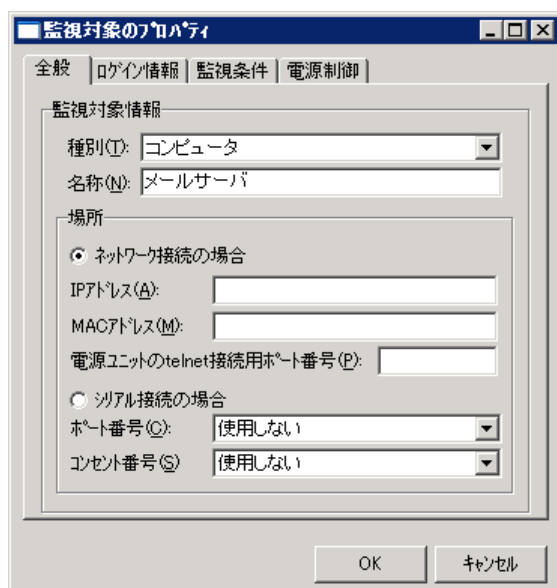 監視対象のﾌﾟﾛﾊﾟﾃｨ
全般 ﾛｸﾞｲﾝ情報 監視条件 電源制御
監視対象情報
種別(T): コンピュータ
名称(N): メールサーバ
場所
ﾈｯﾄﾜｰｸ接続の場合
IPｱﾄﾞﾚｽ(A):
MACｱﾄﾞﾚｽ(M):
電源ﾕﾆｯﾄのtelnet接続用ﾎﾟｰﾄ番号(P):
ｼﾘｱﾙ接続の場合
ﾎﾟｰﾄ番号(C): 使用しない
ｺﾝｾﾝﾄ番号(S) 使用しない
OK ｷｬﾝｾﾙ